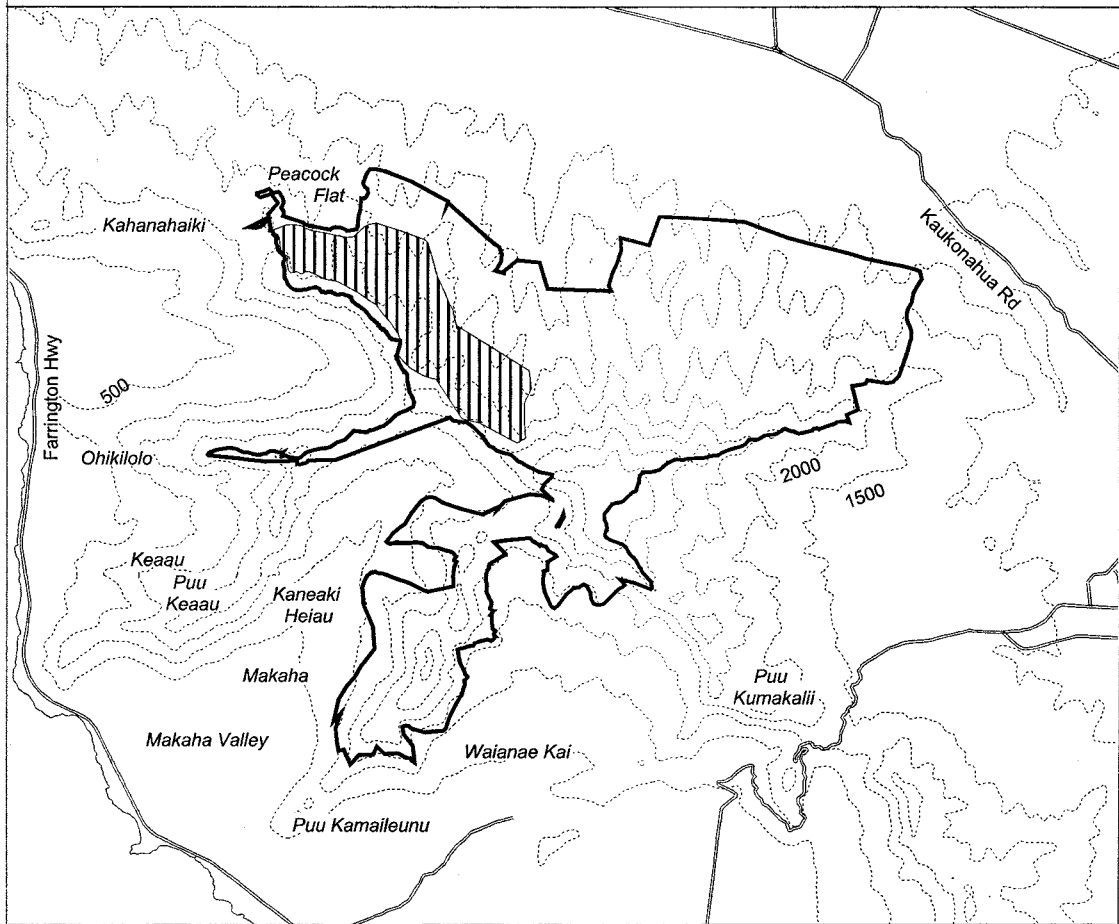 Peacock
Flat
Kahanahaiki
Kaukonahua Rd
Farrington Hwy
500
Ohikilolo
2000
1500
Keaau
Puu
Keaau
Kaneaki
Heiau
Makaha
Puu
Kumakalii
Makaha Valley
Waianae Kai
Puu Kamaileunu